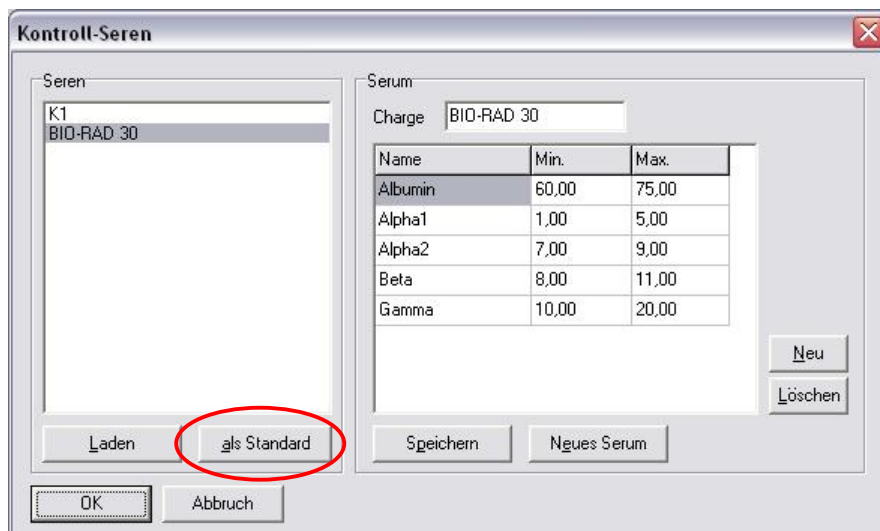 Kontroll-Seren
Seren
K1
BIO-RAD 30
Laden
als Standard
Serum
Charge BIO-RAD 30
Name Min. Max.
Albumin 60,00 75,00
Alpha1 1,00 5,00
Alpha2 7,00 9,00
Beta 8,00 11,00
Gamma 10,00 20,00
Neu
Löschen
Speichern
Neues Serum
OK
Abbruch